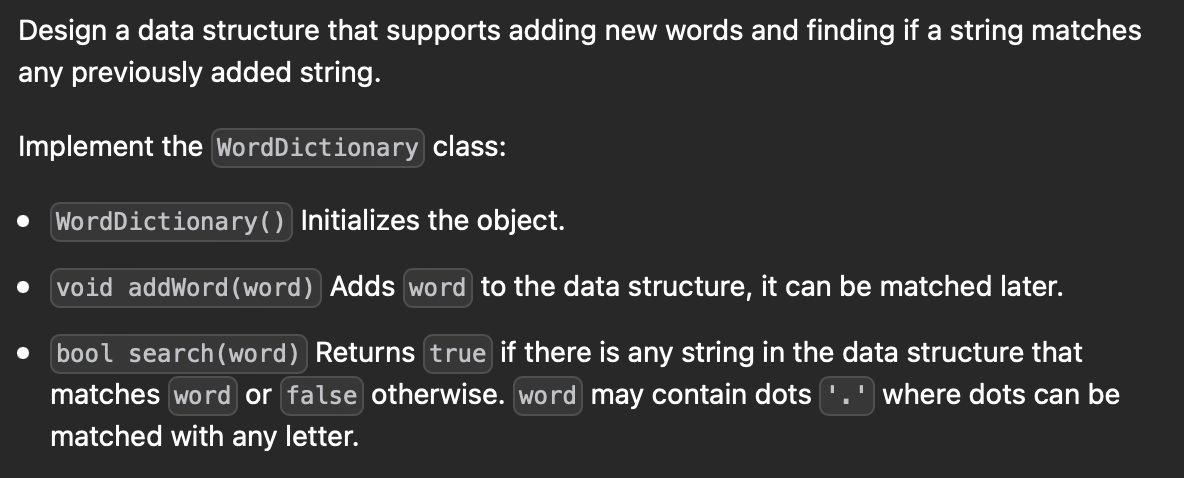 Design a data structure that supports adding new words and finding if a string matches
any previously added string.
Implement the WordDictionary class:
• WordDictionary() Initializes the object.
• void addWord(word) Adds word to the data structure, it can be matched later.
• bool search(word) Returns true if there is any string in the data structure that
matches word or false otherwise. word may contain dots '.' where dots can be
matched with any letter.